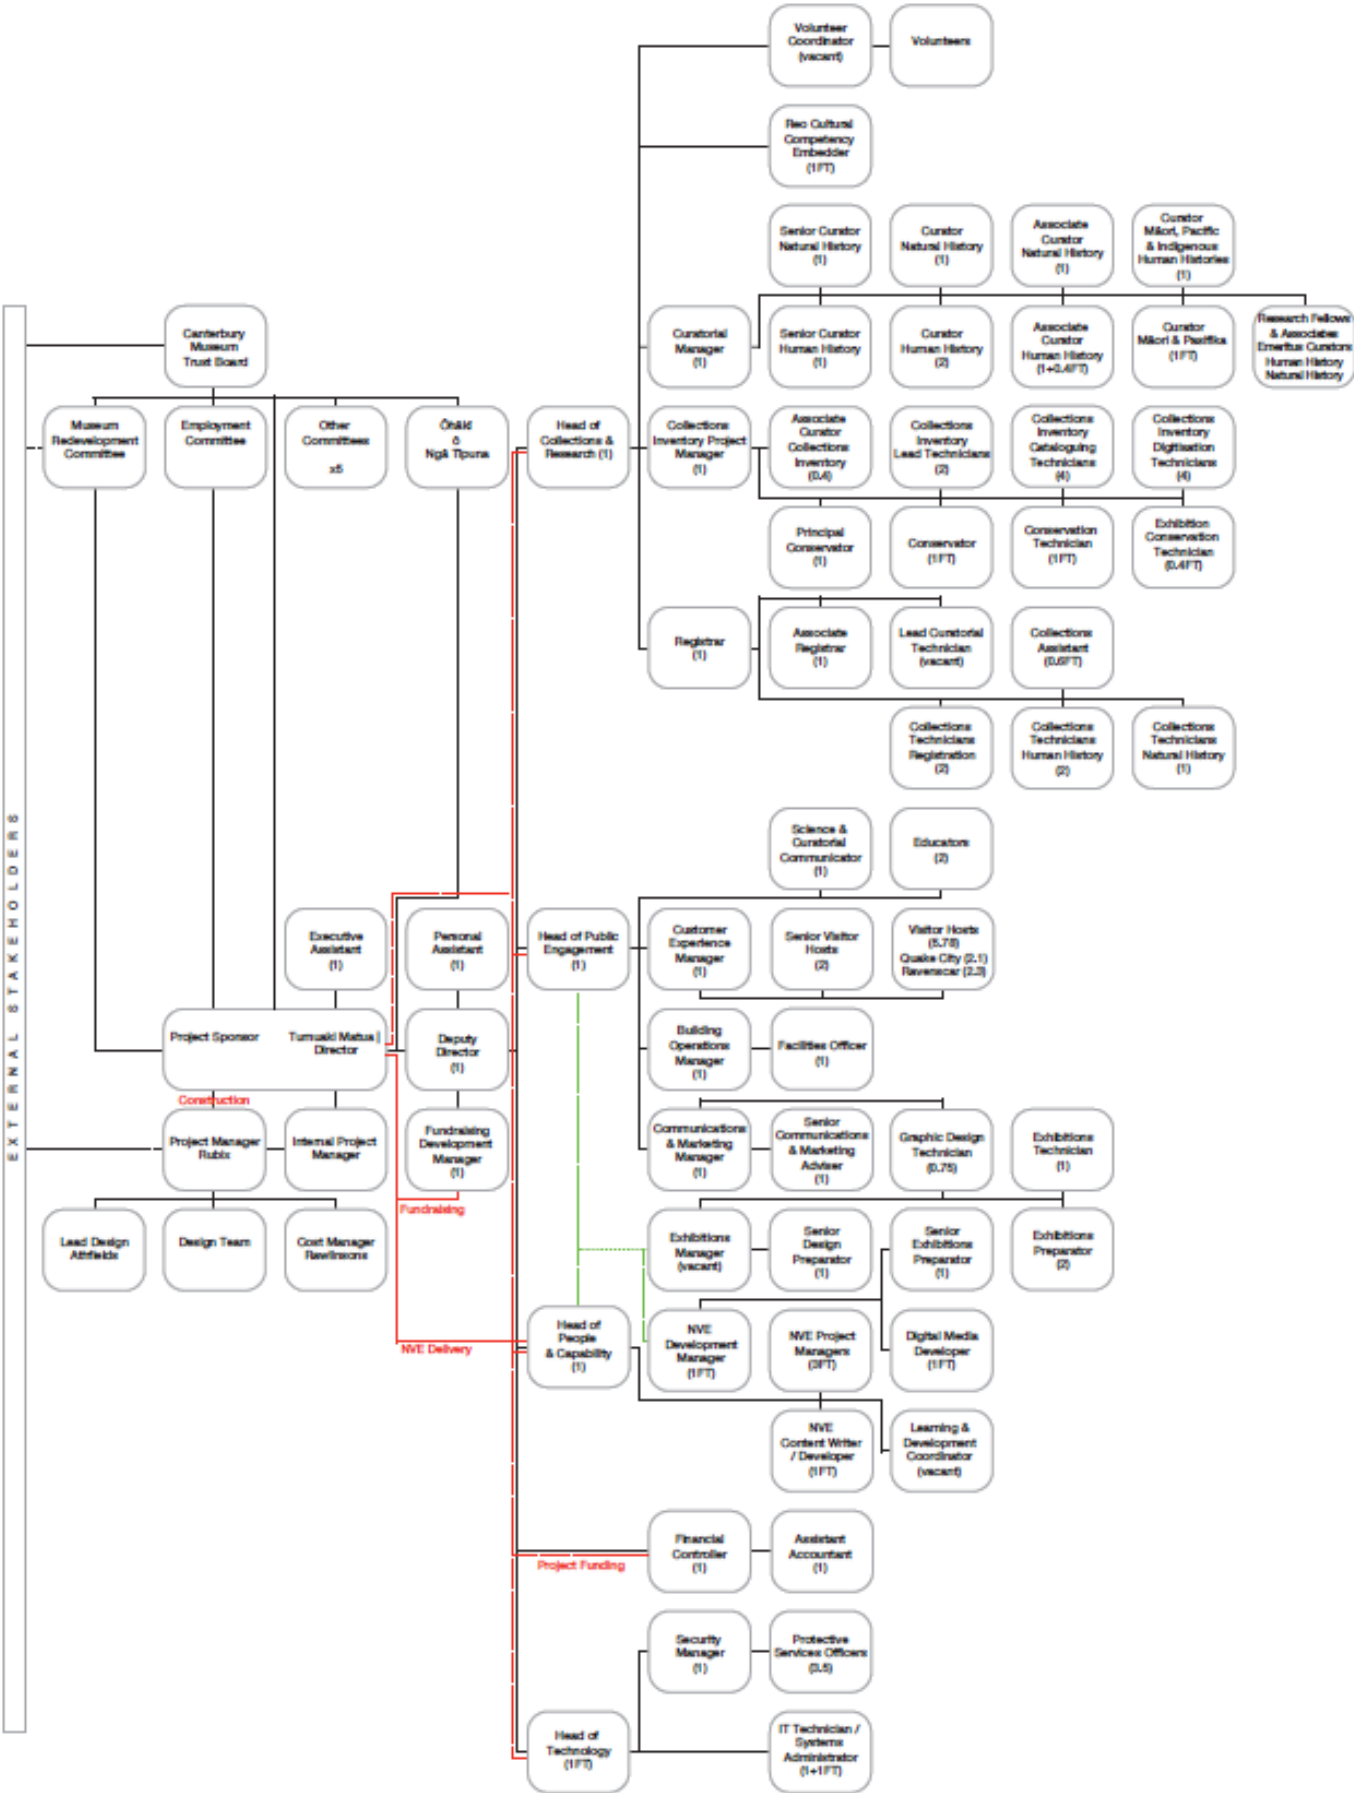 Volunteer
Coordinator
(vacant)
Volunteers
Reo Cultural
Competency
Embedder
(1FT)
Senior Curator
Natural History
(1)
Curator
Natural History
(1)
Associate
Curator
Natural History
(1)
Curator
Māori, Pacific
& Indigenous
Human Histories
(1)
Canterbury
Museum
Trust Board
Curatorial
Manager
(1)
Senior Curator
Human History
(1)
Curator
Human History
(2)
Associate
Curator
Human History
(1+0.4FT)
Curator
Māori & Pasifika
(1FT)
Research Fellows
& Associates
Emeritus Curators
Human History
Natural History
Museum
Redevelopment
Committee
Employment
Committee
Other
Committees
x5
Ōhākī
ō
Ngā Tīpuna
Head of
Collections &
Research (1)
Collections
Inventory Project
Manager
(1)
Associate
Curator
Collections
Inventory
(0.4)
Collections
Inventory
Lead Technicians
(2)
Collections
Inventory
Cataloguing
Technicians
(4)
Collections
Inventory
Digitisation
Technicians
(4)
Principal
Conservator
(1)
Conservator
(1FT)
Conservation
Technician
(1FT)
Exhibition
Conservation
Technician
(0.4FT)
Registrar
(1)
Associate
Registrar
(1)
Lead Curatorial
Technician
(vacant)
Collections
Assistant
(0.6FT)
Collections
Technicians
Registration
(2)
Collections
Technicians
Human History
(2)
Collections
Technicians
Natural History
(1)
EXTERNAL STAKEHOLDERS
Science &
Curatorial
Communicator
(1)
Educators
(2)
Executive
Assistant
(1)
Personal
Assistant
(1)
Head of Public
Engagement
(1)
Customer
Experience
Manager
(1)
Senior Visitor
Hosts
(2)
Visitor Hosts
(5.78)
Quake City (2.1)
Ravenscar (2.3)
Project Sponsor
Tumuaki Matua |
Director
Deputy
Director
(1)
Building
Operations
Manager
(1)
Facilities Officer
(1)
Construction
Project Manager
Rubix
Internal Project
Manager
Fundraising
Development
Manager
(1)
Communications
& Marketing
Manager
(1)
Senior
Communications
& Marketing
Adviser
(1)
Graphic Design
Technician
(0.75)
Exhibitions
Technician
(1)
Fundraising
Lead Design
Athfields
Design Team
Cost Manager
Rawlinsons
Exhibitions
Manager
(vacant)
Senior
Design
Preparator
(1)
Senior
Exhibitions
Preparator
(1)
Exhibitions
Preparator
(2)
NVE Delivery
Head of
People
& Capability
(1)
NVE
Development
Manager
(1FT)
NVE Project
Managers
(3FT)
Digital Media
Developer
(1FT)
NVE
Content Writer
/ Developer
(1FT)
Learning &
Development
Coordinator
(vacant)
Project Funding
Financial
Controller
(1)
Assistant
Accountant
(1)
Security
Manager
(1)
Protective
Services Officers
(3.5)
Head of
Technology
(1FT)
IT Technician /
Systems
Administrator
(1+1FT)